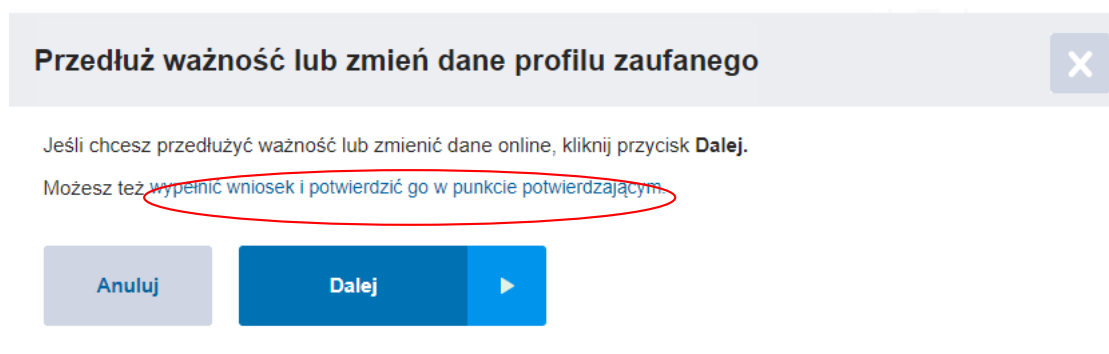 Przedłuż ważność lub zmień dane profilu zaufanego
Jeśli chcesz przedłużyć ważność lub zmienić dane online, kliknij przycisk Dalej.
Możesz też wypełnić wniosek i potwierdzić go w punkcie potwierdzającym.
Anuluj
Dalej